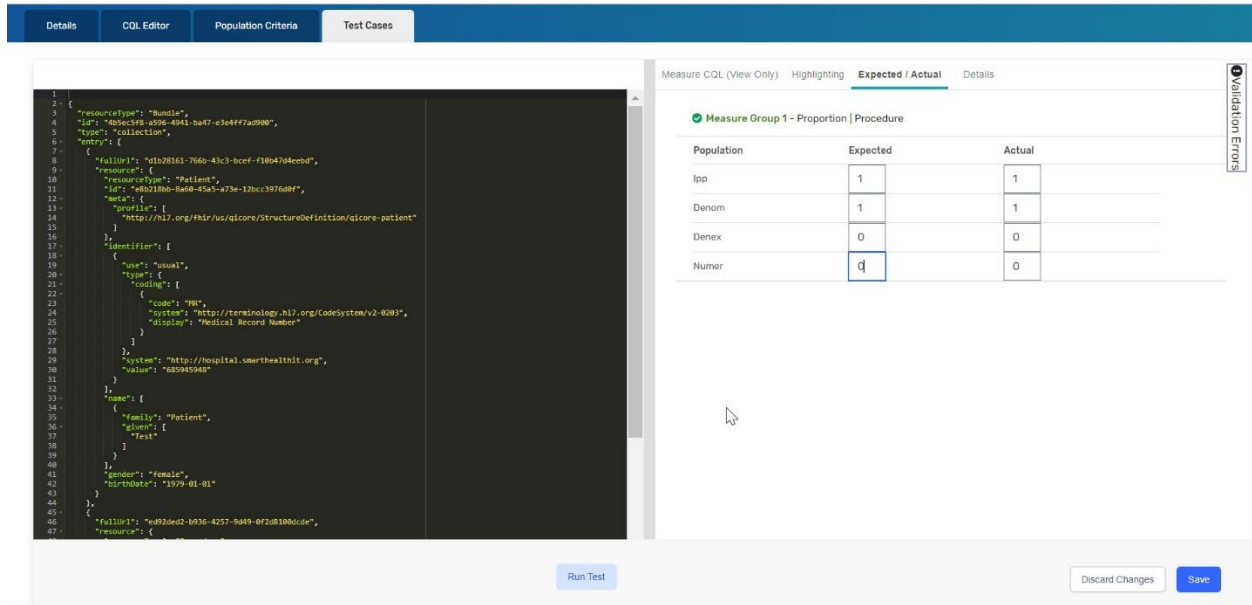 Details CQL Editor Population Criteria Test Cases
1
2 {
3 "resourceType": "Bundle",
4 "id": "4b5ec5f8-a596-4941-ba47-e3e4ff7ad900",
5 "type": "collection",
6 "entry": [
7 {
8 "fullUrl": "d1b28161-766b-43c3-bcef-f10b47d4eebd",
9 "resource": {
10 "resourceType": "Patient",
11 "id": "e8b218bb-8a60-45a5-a73e-12bcc3976d0f",
12 "meta": {
13 "profile": [
14 "http://hl7.org/fhir/us/qicore/StructureDefinition/qicore-patient"
15 ]
16 },
17 "identifier": [
18 {
19 "use": "usual",
20 "type": {
21 "coding": [
22 {
23 "code": "MR",
24 "system": "http://terminology.hl7.org/CodeSystem/v2-0203",
25 "display": "Medical Record Number"
26 }
27 ]
28 },
29 "system": "http://hospital.smarthealthit.org",
30 "value": "685945948"
31 }
32 ],
33 "name": [
34 {
35 "family": "Patient",
36 "given": [
37 "Test"
38 ]
39 }
40 ],
41 "gender": "female",
42 "birthDate": "1979-01-01"
43 }
44 },
45 {
46 "fullUrl": "ed92ded2-b936-4257-9d49-0f2d8100dcde",
47 "resource": {
Measure CQL (View Only) Highlighting Expected / Actual Details
Measure Group 1 - Proportion | Procedure
Population Expected Actual
Ipp 1 1
Denom 1 1
Denex 0 0
Numer 0 0
Validation Errors
Run Test
Discard Changes Save